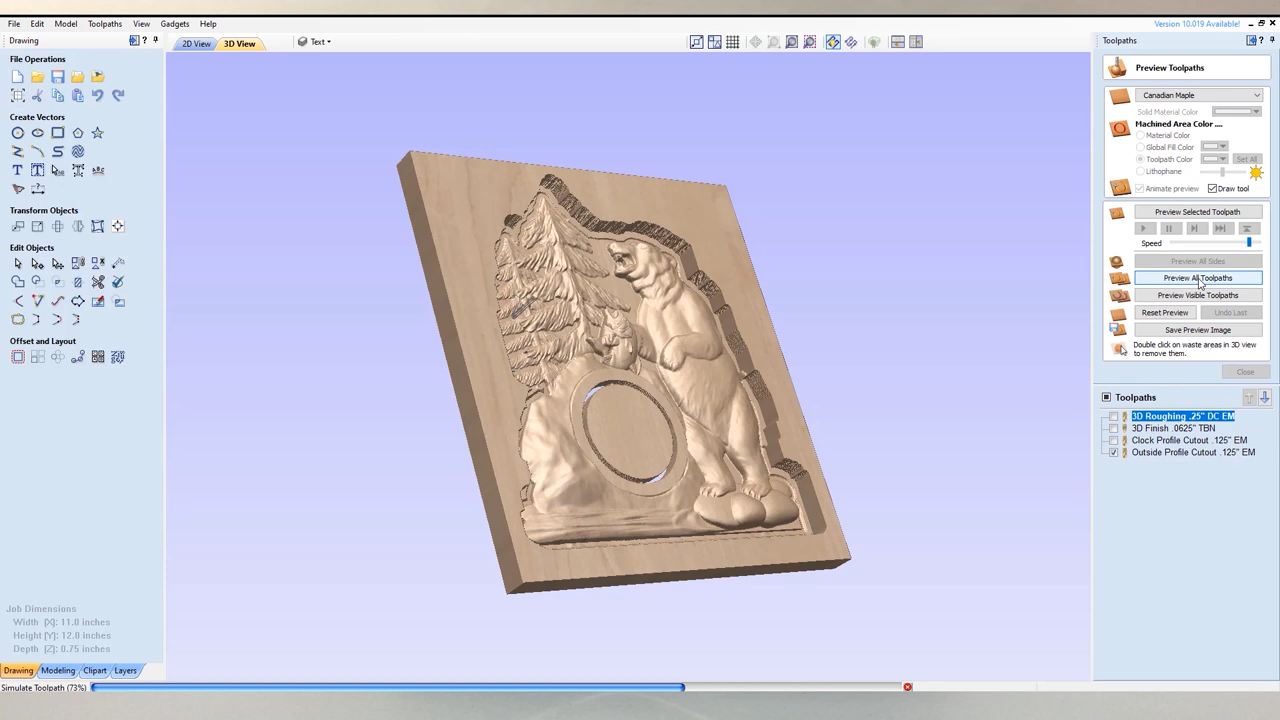 File Edit Model Toolpaths View Gadgets Help
Version 10.019 Available!
Drawing
?
2D View
3D View
Text
Toolpaths
?
File Operations
Create Vectors
Transform Objects
Edit Objects
Offset and Layout
Job Dimensions
Width (X): 11.0 inches
Height (Y): 12.0 inches
Depth (Z): 0.75 inches
Drawing Modeling Clipart Layers
Simulate Toolpath (73%)
Preview Toolpaths
Canadian Maple
Solid Material Color
Machined Area Color ....
Material Color
Global Fill Color
Toolpath Color
Set All
Lithophane
Animate preview
Draw tool
Preview Selected Toolpath
Speed
Preview All Sides
Preview All Toolpaths
Preview Visible Toolpaths
Reset Preview
Undo Last
Save Preview Image
Double click on waste areas in 3D view
to remove them.
Close
Toolpaths
3D Roughing .25" DC EM
3D Finish .0625" TBN
Clock Profile Cutout .125" EM
Outside Profile Cutout .125" EM